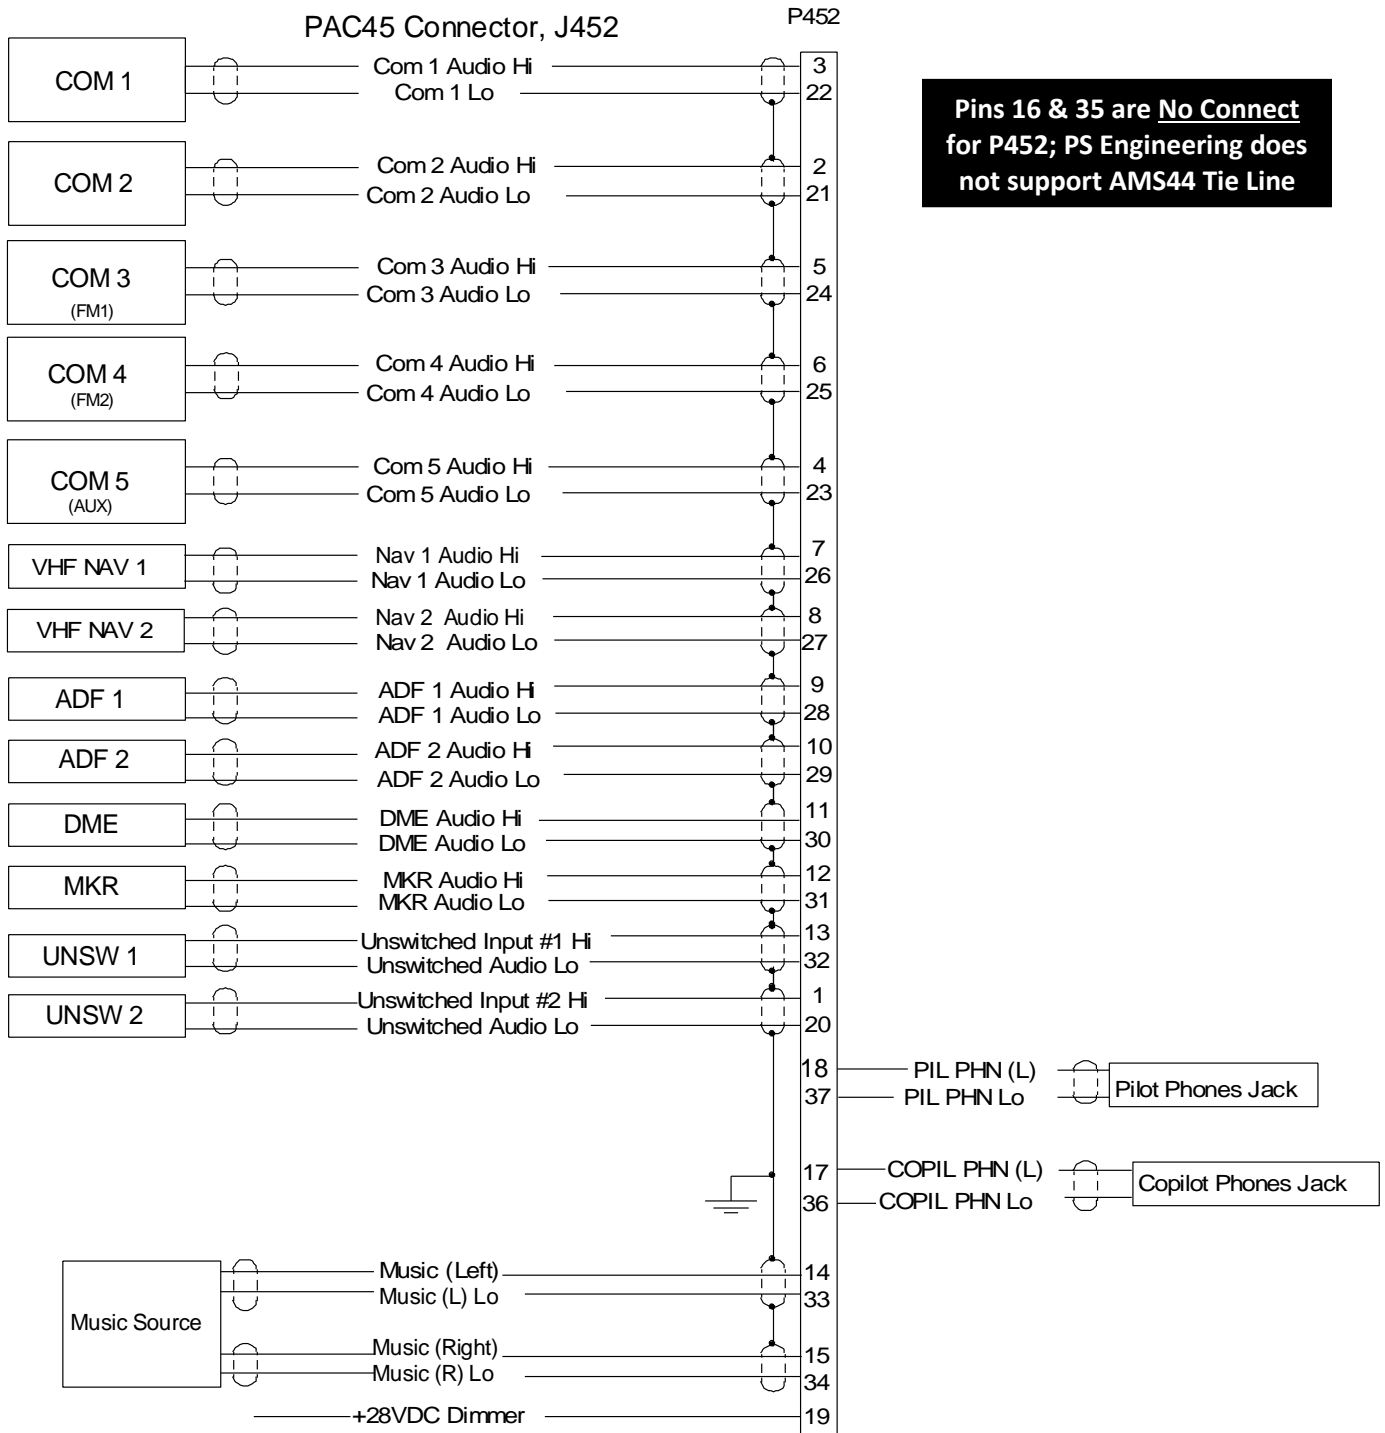 PAC45 Connector, J452
P452
COM 1
Com 1 Audio Hi
3
Com 1 Lo
22
Pins 16 & 35 are No Connect
for P452; PS Engineering does
not support AMS44 Tie Line
COM 2
Com 2 Audio Hi
2
Com 2 Audio Lo
21
COM 3
(FM1)
Com 3 Audio Hi
5
Com 3 Audio Lo
24
COM 4
(FM2)
Com 4 Audio Hi
6
Com 4 Audio Lo
25
COM 5
(AUX)
Com 5 Audio Hi
4
Com 5 Audio Lo
23
VHF NAV 1
Nav 1 Audio Hi
7
Nav 1 Audio Lo
26
VHF NAV 2
Nav 2 Audio Hi
8
Nav 2 Audio Lo
27
ADF 1
ADF 1 Audio Hi
9
ADF 1 Audio Lo
28
ADF 2
ADF 2 Audio Hi
10
ADF 2 Audio Lo
29
DME
DME Audio Hi
11
DME Audio Lo
30
MKR
MKR Audio Hi
12
MKR Audio Lo
31
UNSW 1
Unswitched Input #1 Hi
13
Unswitched Audio Lo
32
UNSW 2
Unswitched Input #2 Hi
1
Unswitched Audio Lo
20
18
PIL PHN (L)
37
PIL PHN Lo
Pilot Phones Jack
17
COPIL PHN (L)
36
COPIL PHN Lo
Copilot Phones Jack
Music Source
Music (Left)
14
Music (L) Lo
33
Music (Right)
15
Music (R) Lo
34
+28VDC Dimmer
19